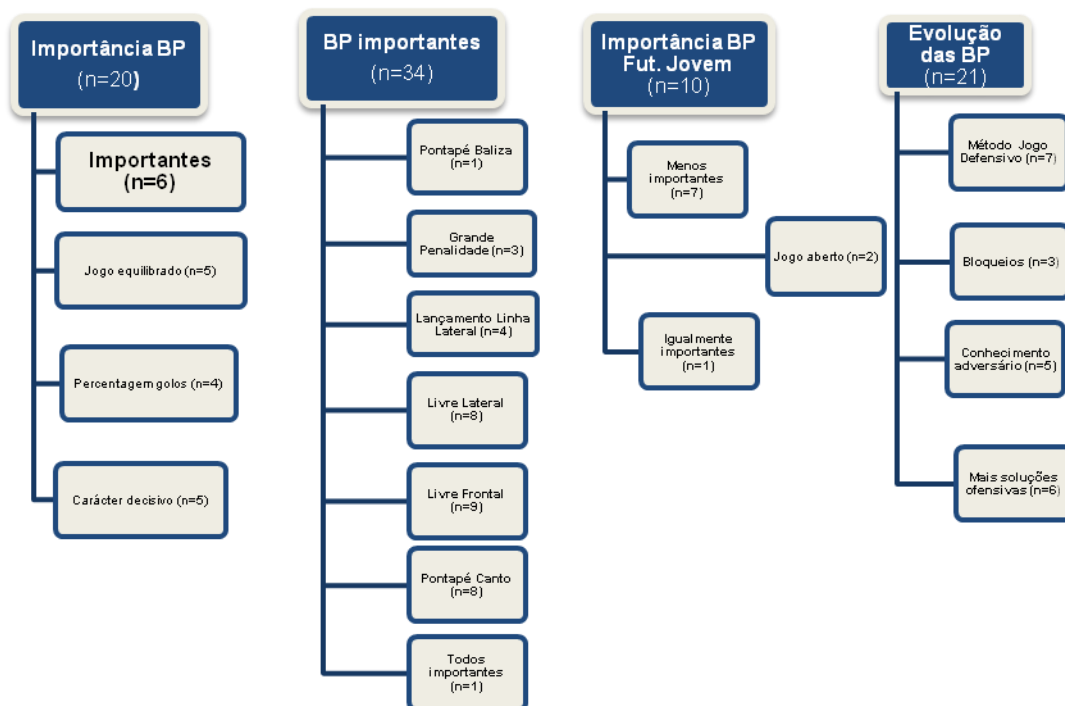 Importância BP
(n=20)
Importantes
(n=6)
Jogo equilibrado (n=5)
Percentagem golos (n=4)
Carácter decisivo (n=5)
BP importantes
(n=34)
Pontapé Baliza
(n=1)
Grande
Penalidade (n=3)
Lançamento Linha
Lateral (n=4)
Livre Lateral
(n=8)
Livre Frontal
(n=9)
Pontapé Canto
(n=8)
Todos
importantes
(n=1)
Importância BP
Fut. Jovem
(n=10)
Menos
importantes
(n=7)
Jogo aberto (n=2)
Igualmente
importantes
(n=1)
Evolução
das BP
(n=21)
Método Jogo
Defensivo (n=7)
Bloqueios (n=3)
Conhecimento
adversário (n=5)
Mais soluções
ofensivas (n=6)